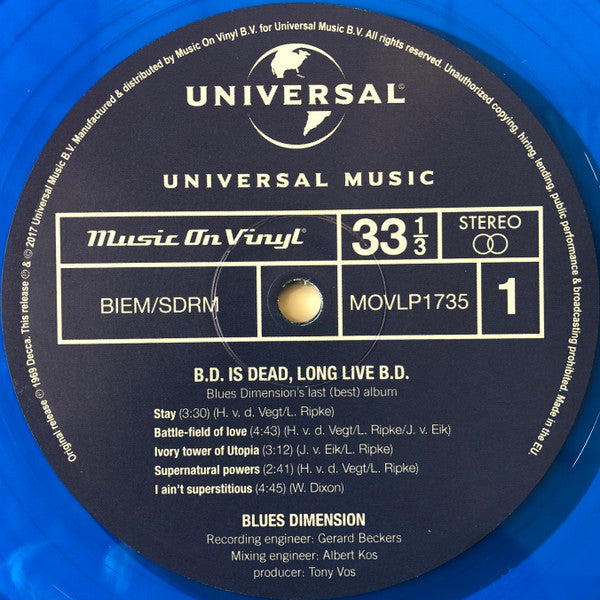 Original release ℗ 1969 Decca. This release ℗ & © 2017 Universal Music B.V. Manufactured & distributed by Music On Vinyl B.V. for Universal Music B.V. All rights reserved. Unauthorized copying, hiring, lending, public performance & broadcasting prohibited. Made in the EU.
UNIVERSAL
UNIVERSAL MUSIC
Music On Vinyl® 33 1/3 STEREO
BIEM/SDRM MOVLP1735 1
B.D. IS DEAD, LONG LIVE B.D.
Blues Dimension's last (best) album
Stay (3:30) (H. v. d. Vegt/L. Ripke)
Battle-field of love (4:43) (H. v. d. Vegt/L. Ripke/J. v. Eik)
Ivory tower of Utopia (3:12) (J. v. Eik/L. Ripke)
Supernatural powers (2:41) (H. v. d. Vegt/L. Ripke)
I ain't superstitious (4:45) (W. Dixon)
BLUES DIMENSION
Recording engineer: Gerard Beckers
Mixing engineer: Albert Kos
producer: Tony Vos